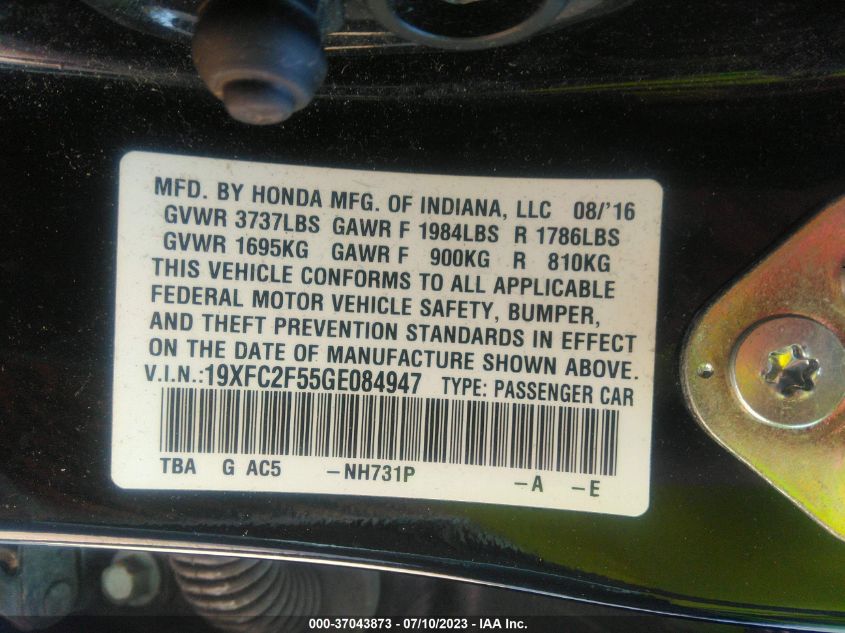 MFD. BY HONDA MFG. OF INDIANA, LLC 08/'16
GVWR 3737LBS GAWR F 1984LBS R 1786LBS
GVWR 1695KG GAWR F 900KG R 810KG
THIS VEHICLE CONFORMS TO ALL APPLICABLE
FEDERAL MOTOR VEHICLE SAFETY, BUMPER,
AND THEFT PREVENTION STANDARDS IN EFFECT
ON THE DATE OF MANUFACTURE SHOWN ABOVE.
V.I.N.:19XFC2F55GE084947 TYPE: PASSENGER CAR
TBA G AC5 -NH731P -A -E
000-37043873 - 07/10/2023 - IAA Inc.